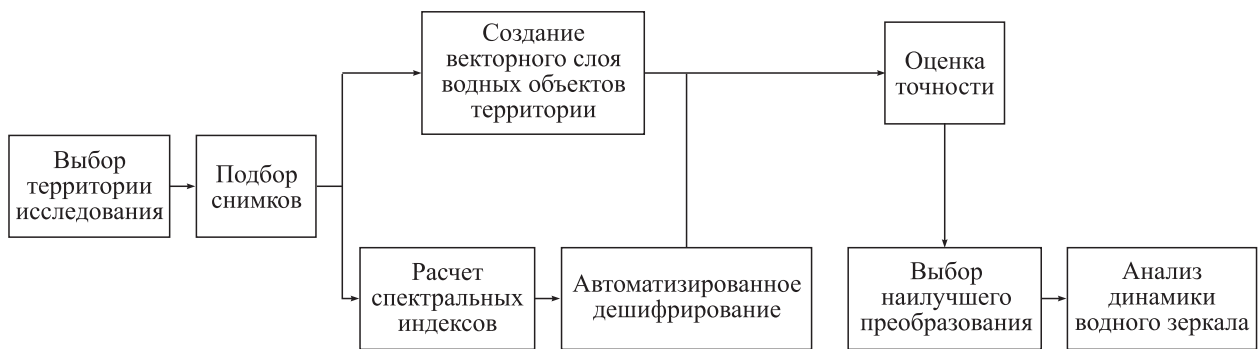 Выбор
территории
исследования
Подбор
снимков
Создание
векторного слоя
водных объектов
территории
Расчет
спектральных
индексов
Автоматизированное
дешифрирование
Оценка
точности
Выбор
наилучшего
преобразования
Анализ
динамики
водного зеркала